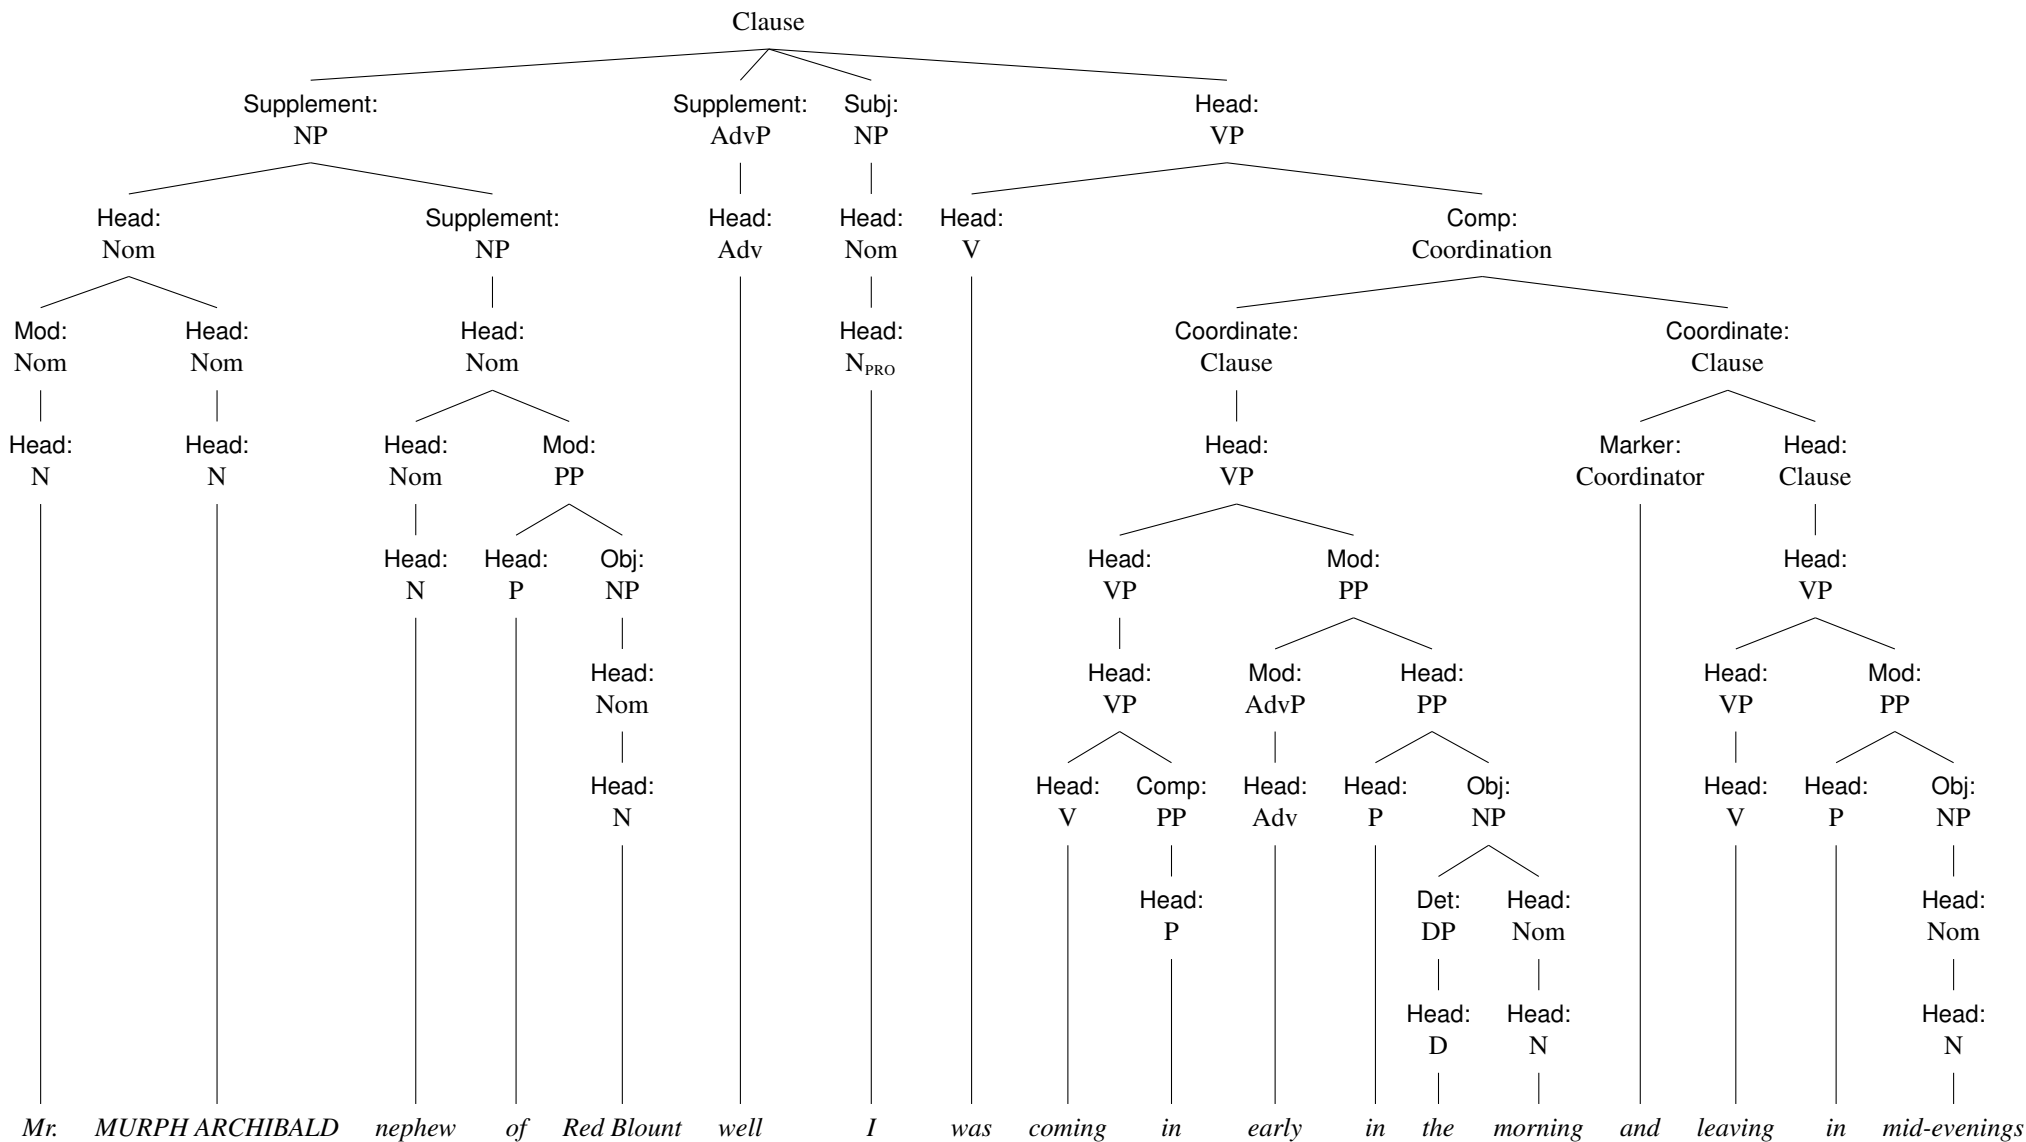 Clause
Supplement: Supplement: Subj: Head:
NP AdvP NP VP
Head: Supplement: Head: Head: Head: Comp:
Nom NP Adv Nom V Coordination
Mod: Head: Head: Head: Coordinate: Coordinate:
Nom Nom Nom N_PRO Clause Clause
Head: Head: Head: Mod: Head: Marker: Head:
N N Nom PP VP Coordinator Clause
Head: Head: Obj: Head: Mod: Head:
N P NP VP PP VP
Head: Head: Mod: Head: Head: Mod:
Nom VP AdvP PP VP PP
Head: Head: Comp: Head: Head: Obj: Head: Head: Obj:
N V PP Adv P NP V P NP
Head: Det: Head: Head:
P DP Nom Nom
Head: Head: Head:
D N N
Mr. MURPH ARCHIBALD nephew of Red Blount well I was coming in early in the morning and leaving in mid-evenings